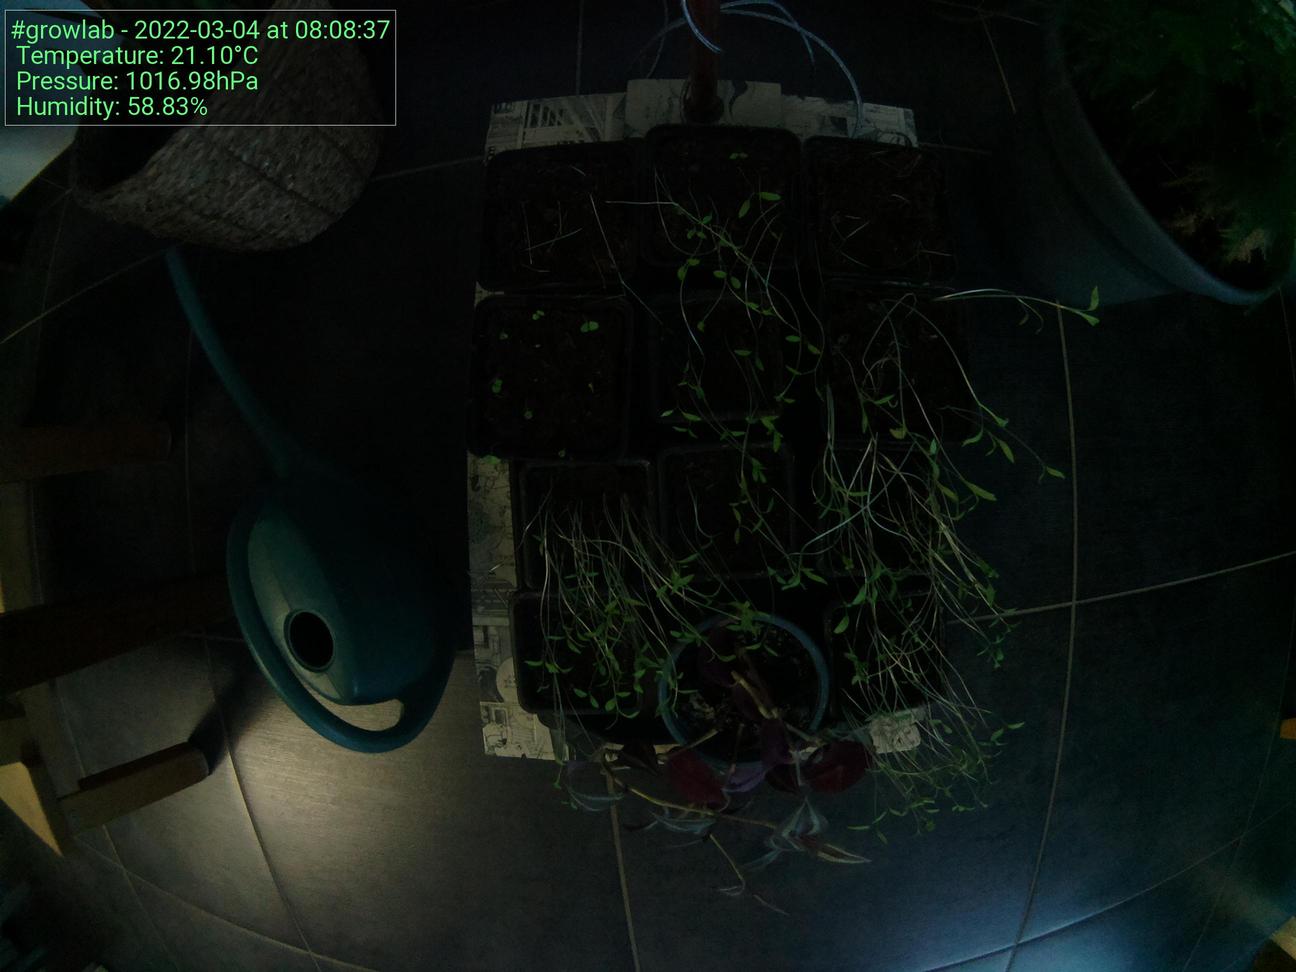 #growlab - 2022-03-04 at 08:08:37
Temperature: 21.10°C
Pressure: 1016.98hPa
Humidity: 58.83%